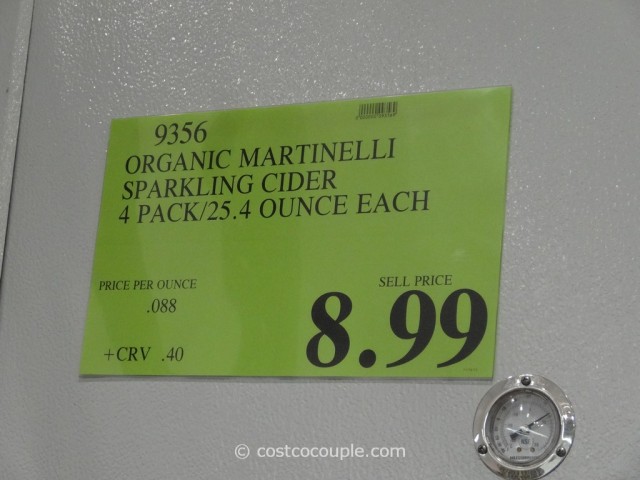 9356
ORGANIC MARTINELLI
SPARKLING CIDER
4 PACK/25.4 OUNCE EACH
PRICE PER OUNCE
.088
SELL PRICE
8.99
+CRV .40
© costcocouple.com